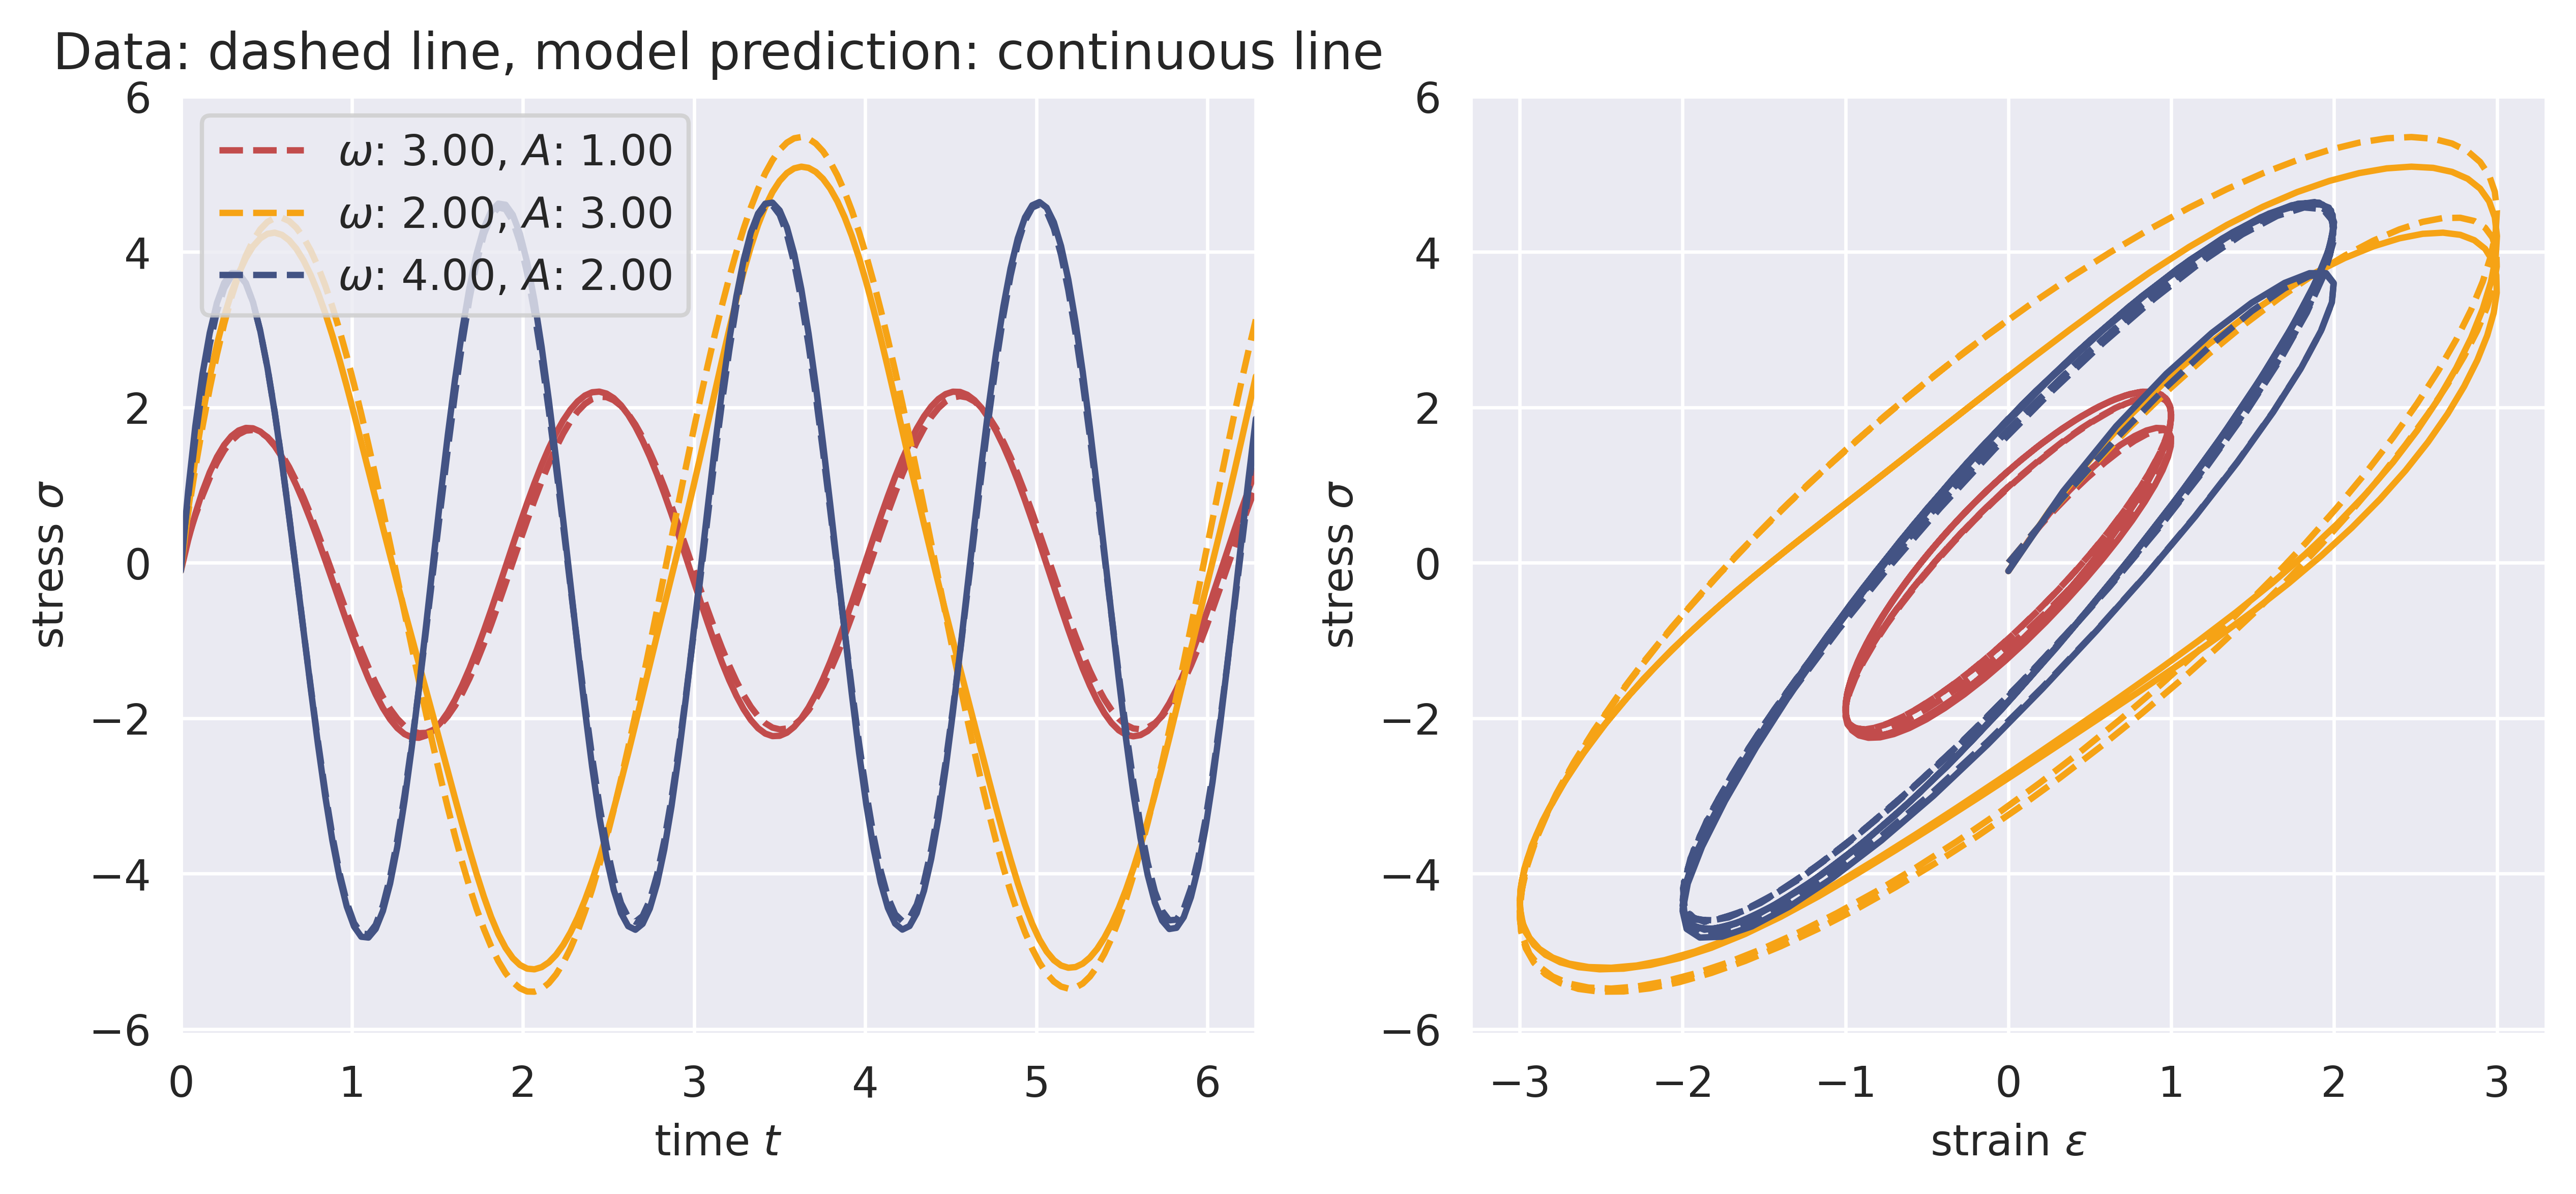 Data: dashed line, model prediction: continuous line
ω: 3.00, A: 1.00
ω: 2.00, A: 3.00
ω: 4.00, A: 2.00
6
4
2
0
−2
−4
−6
stress σ
0 1 2 3 4 5 6
time t
6
4
2
0
−2
−4
−6
stress σ
−3 −2 −1 0 1 2 3
strain ε